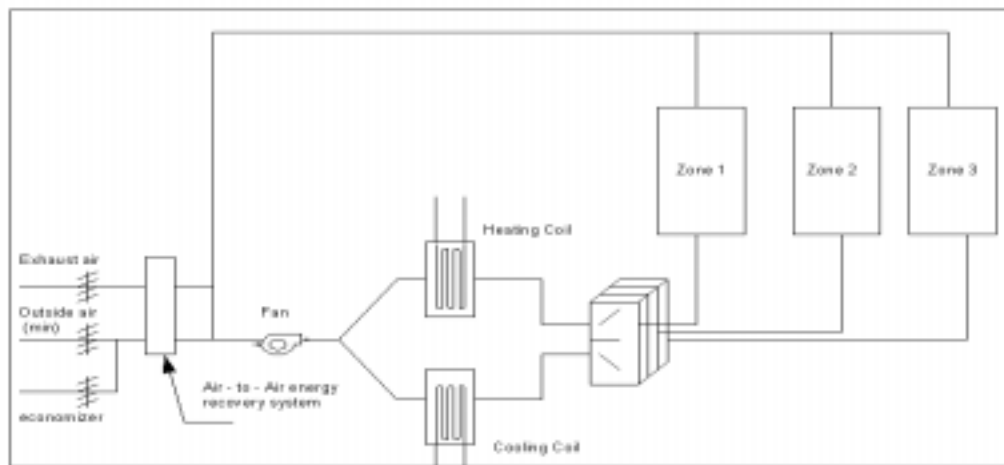 Zone 1
Zone 2
Zone 3
Heating Coil
Exhaust air
Outside air
(min)
Fan
Air - to - Air energy
recovery system
economizer
Cooling Coil